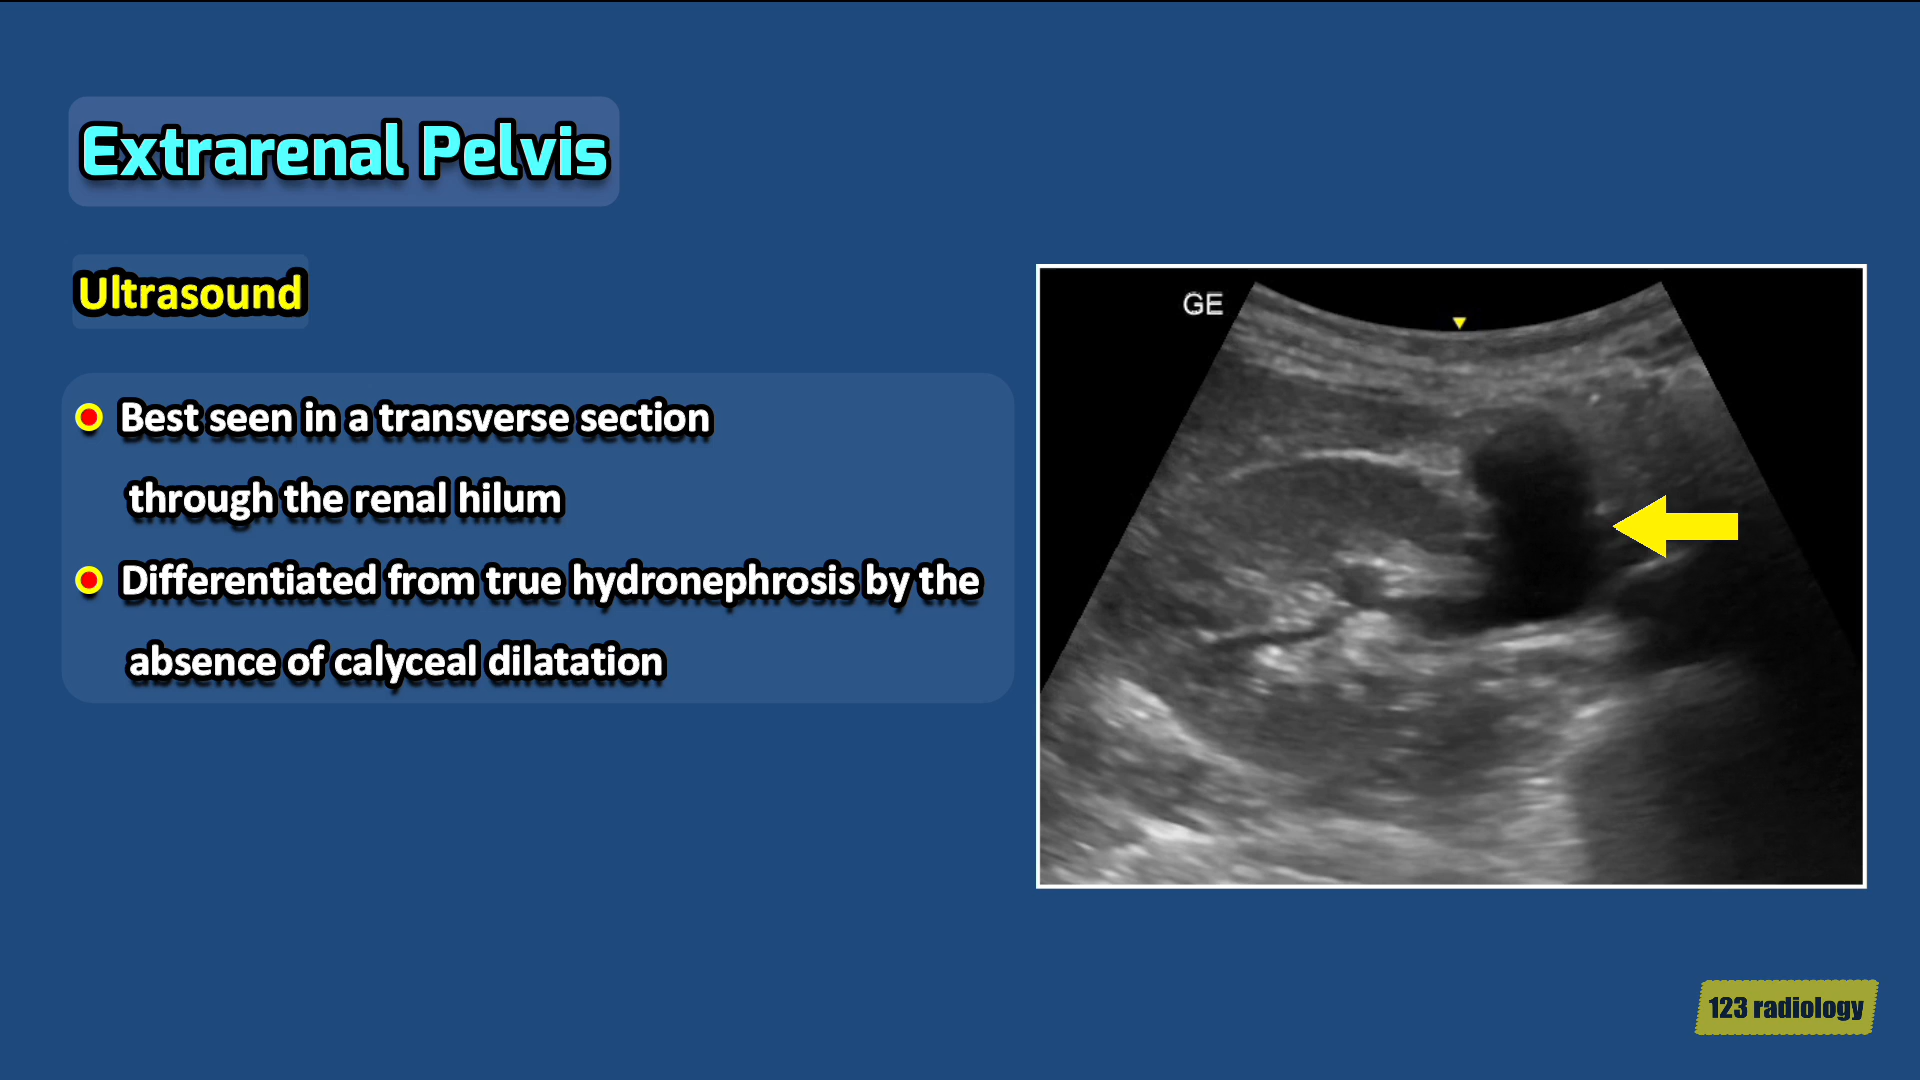 Extrarenal Pelvis
Ultrasound
Best seen in a transverse section
through the renal hilum
Differentiated from true hydronephrosis by the
absence of calyceal dilatation
GE
123 radiology